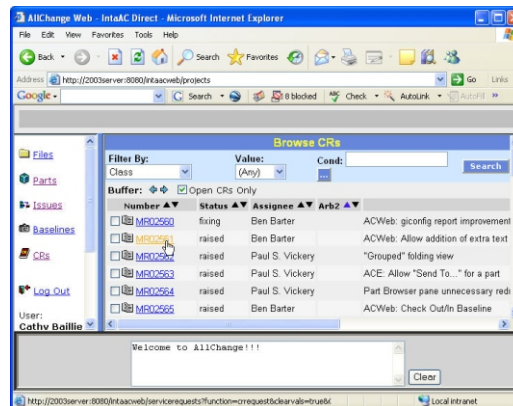 AllChange Web - IntaAC Direct - Microsoft Internet Explorer
File Edit View Favorites Tools Help
Back Search Favorites
Address http://2003server:8080/intaacweb/projects Go Links
Google Search 8 blocked Check AutoLink AutoFill
Browse CRs
Filter By: Value: Cond:
Class (Any) ... Search
Buffer: Open CRs Only
Number Status Assignee Arb2
MR02560 fixing Ben Barter ACWeb: giconfig report improvement
MR02561 raised Ben Barter ACWeb: Allow addition of extra text
MR02562 raised Paul S. Vickery "Grouped" folding view
MR02563 raised Paul S. Vickery ACE: Allow "Send To..." for a part
MR02564 raised Paul S. Vickery Part Browser pane unnecessary redr
MR02565 raised Ben Barter ACWeb: Check Out/In Baseline
Files
Parts
Issues
Baselines
CRs
Log Out
User:
Cathy Baillie
Welcome to AllChange!!!
Clear
http://2003server:8080/intaacweb/servicerequests?function=crrequest&clearvals=true&( Local intranet